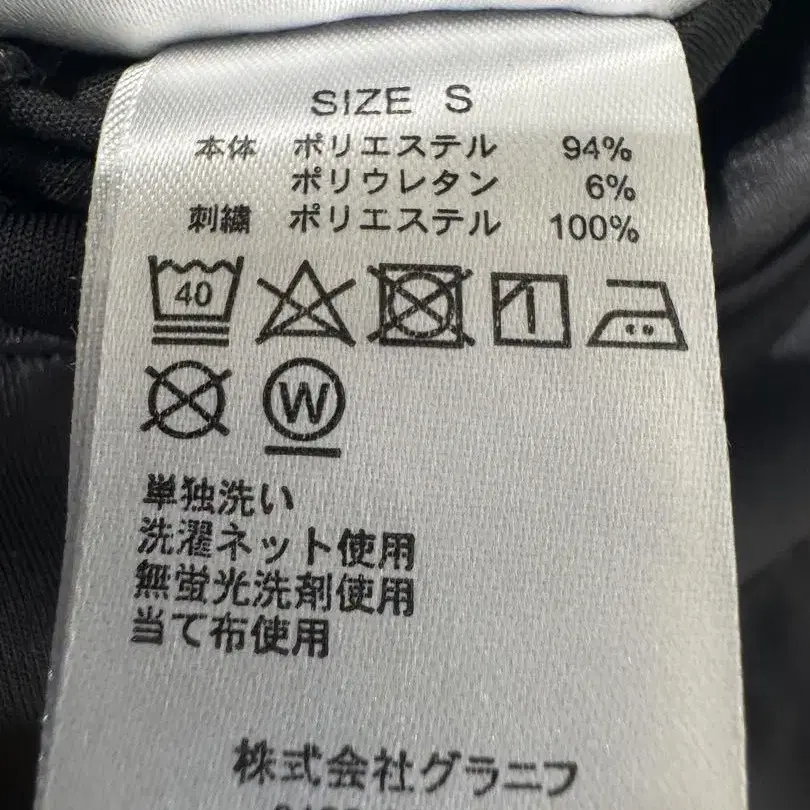 SIZE S
本体 ポリエステル 94%
ポリウレタン 6%
刺繍 ポリエステル 100%
40
W
単独洗い
洗濯ネット使用
無蛍光洗剤使用
当て布使用
株式会社グラニフ